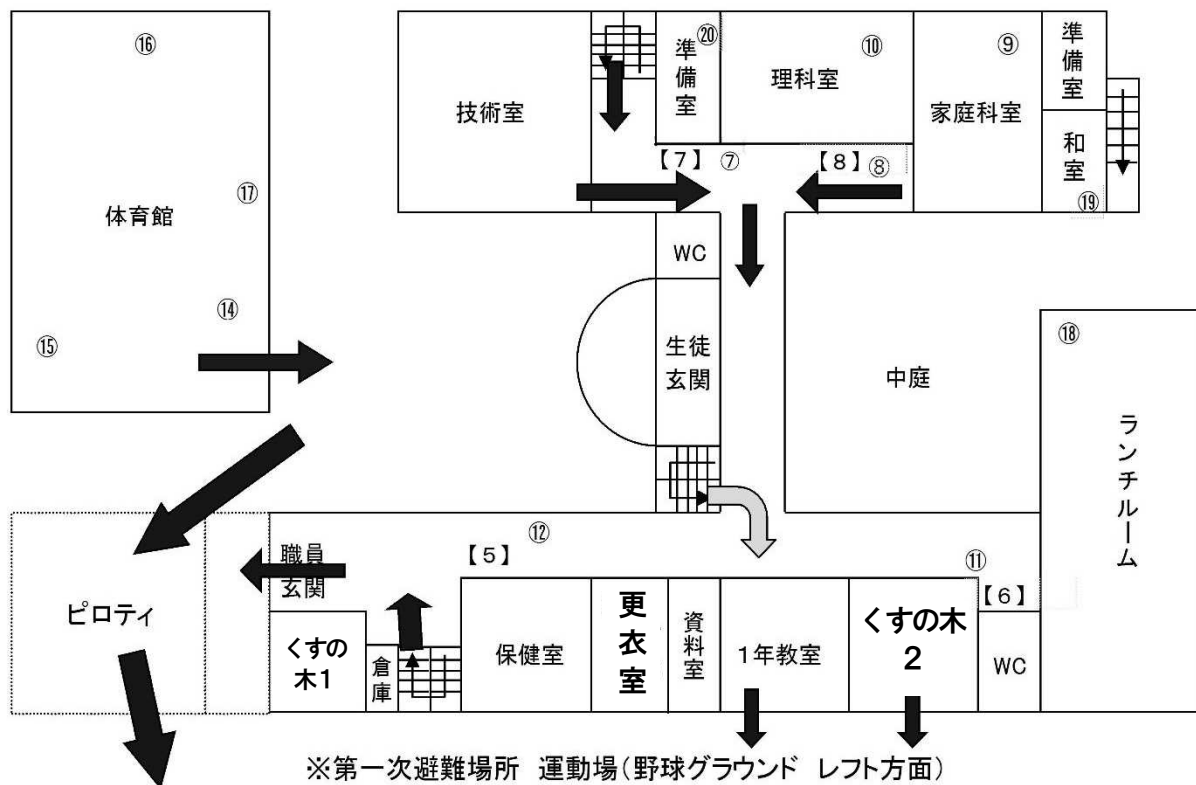 ⑯
体育館
⑰
⑭
⑮
技術室
準備室
⑳
理科室
⑩
家庭科室
⑨
準備室
和室
⑲
【７】
⑦
【８】
⑧
WC
生徒
玄関
中庭
⑱
ランチルーム
職員
玄関
【５】
⑫
⑪
【６】
ピロティ
くすの
木1
倉庫
保健室
更衣室
資料室
１年教室
くすの木
2
WC
※第一次避難場所　運動場(野球グラウンド　レフト方面)